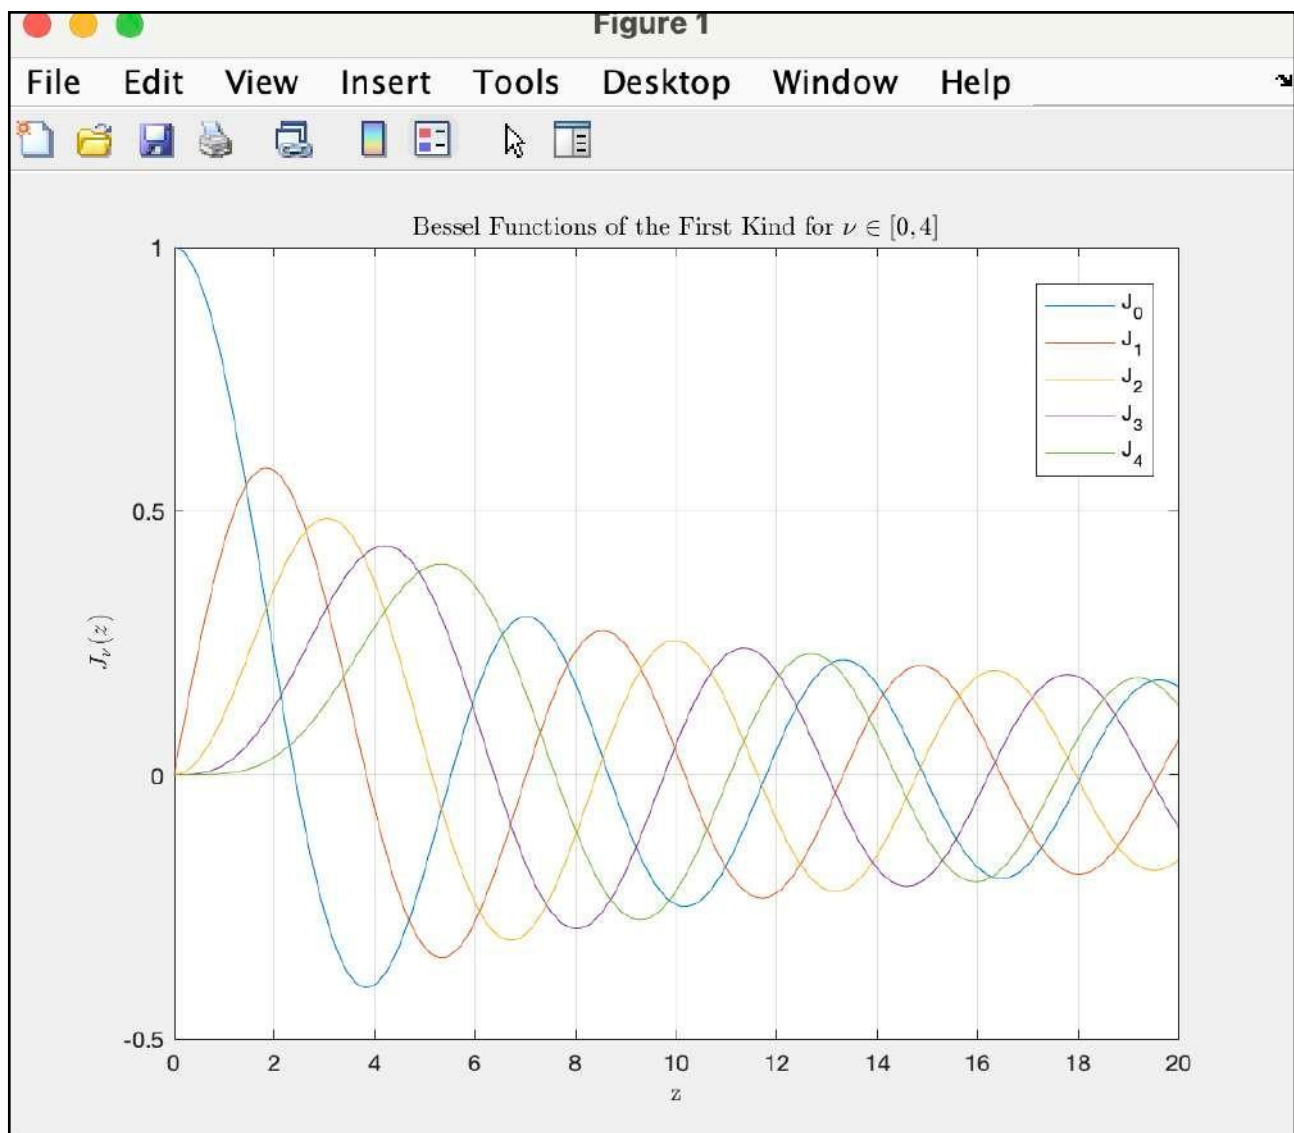 Figure 1
File Edit View Insert Tools Desktop Window Help
Bessel Functions of the First Kind for ν ∈ [0, 4]
1
0.5
0
-0.5
J_ν(z)
J_0
J_1
J_2
J_3
J_4
0 2 4 6 8 10 12 14 16 18 20
z